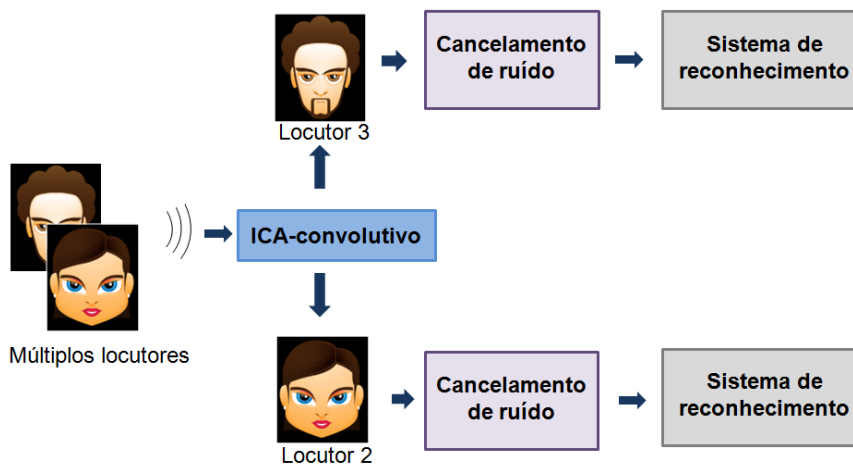 Cancelamento
de ruído
Sistema de
reconhecimento
Locutor 3
ICA-convolutivo
Múltiplos locutores
Cancelamento
de ruído
Sistema de
reconhecimento
Locutor 2